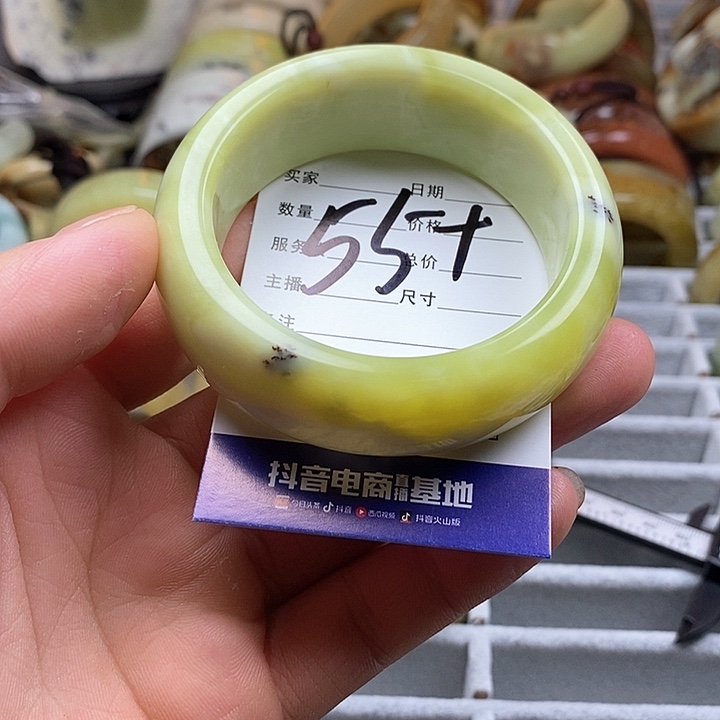 买家 日期
数量 价格
服务 总价
主播 尺寸
注
55+
抖音电商直播基地
今日头条 抖音 西瓜视频 抖音火山版